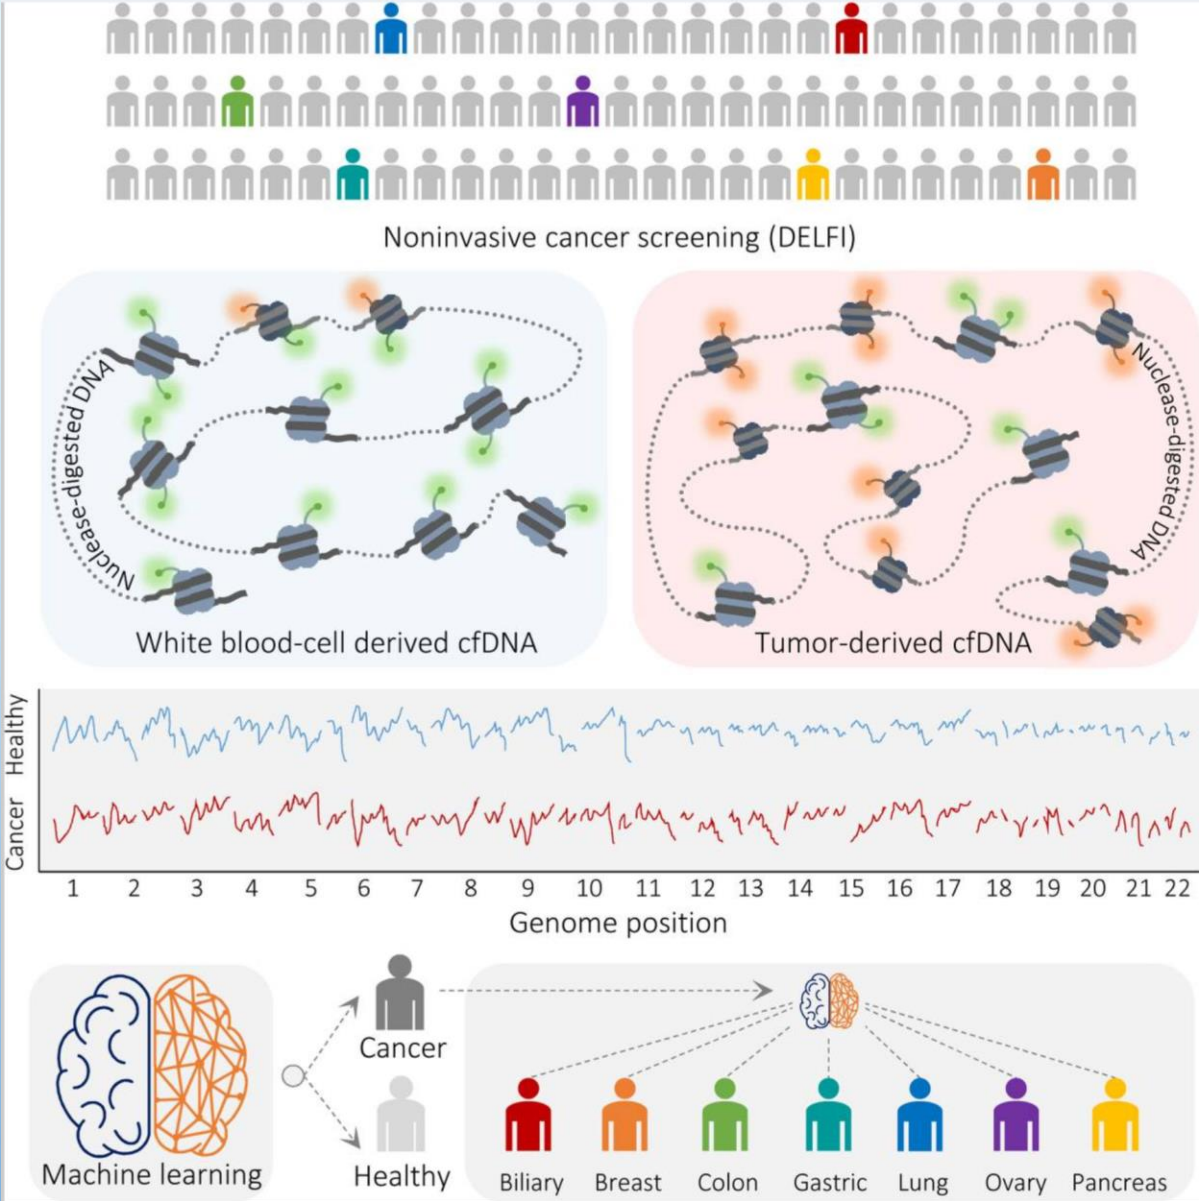 Noninvasive cancer screening (DELFI)
Nuclease-digested DNA
Nuclease-digested DNA
Nucle
White blood-cell derived cfDNA
Tumor-derived cfDNA
Healthy
Cancer
1 2 3 4 5 6 7 8 9 10 11 12 13 14 15 16 17 18 19 20 21 22
Genome position
Cancer
Healthy
Machine learning
Biliary Breast Colon Gastric Lung Ovary Pancreas